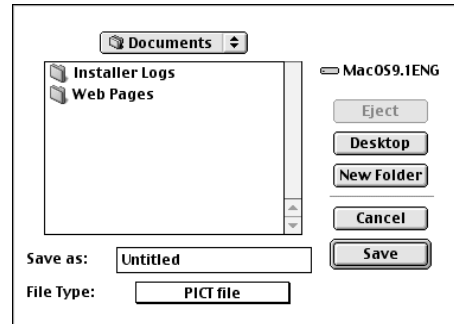 Documents
Installer Logs
Web Pages
MacOS9.1ENG
Eject
Desktop
New Folder
Cancel
Save
Save as:
Untitled
File Type:
PICT file